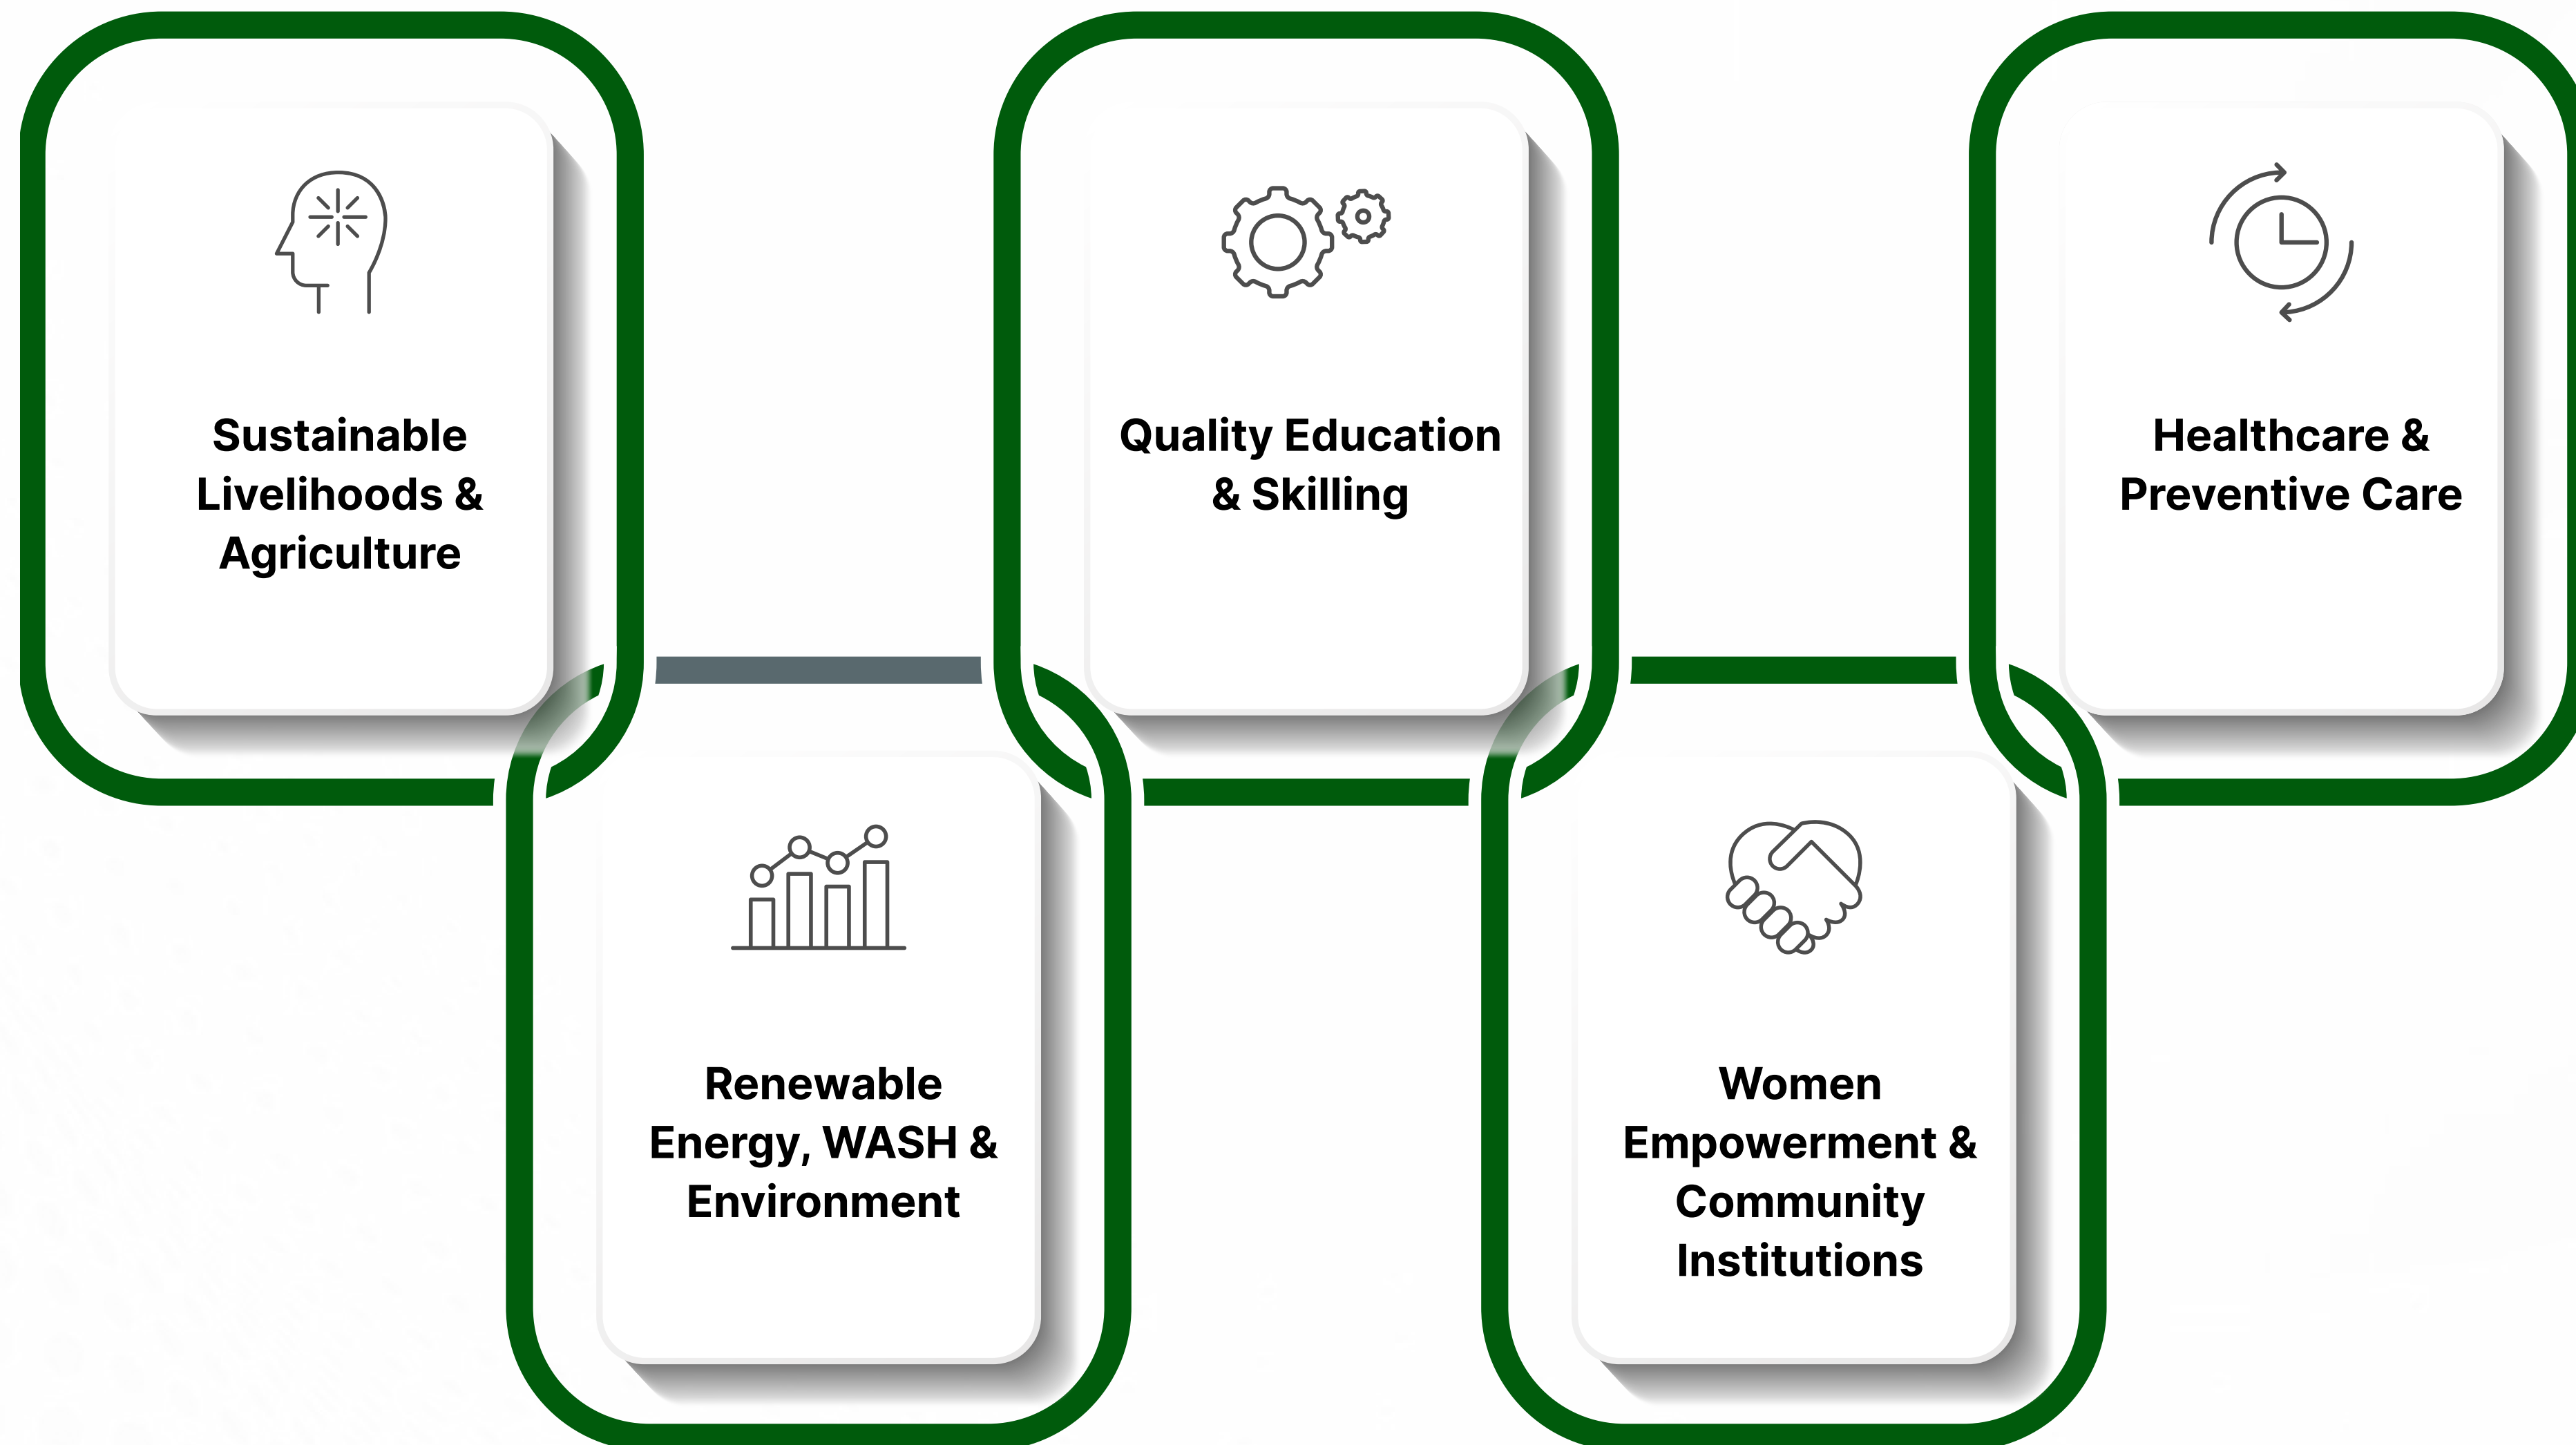 Sustainable
Livelihoods &
Agriculture
Quality Education
& Skilling
Healthcare &
Preventive Care
Renewable
Energy, WASH &
Environment
Women
Empowerment &
Community
Institutions